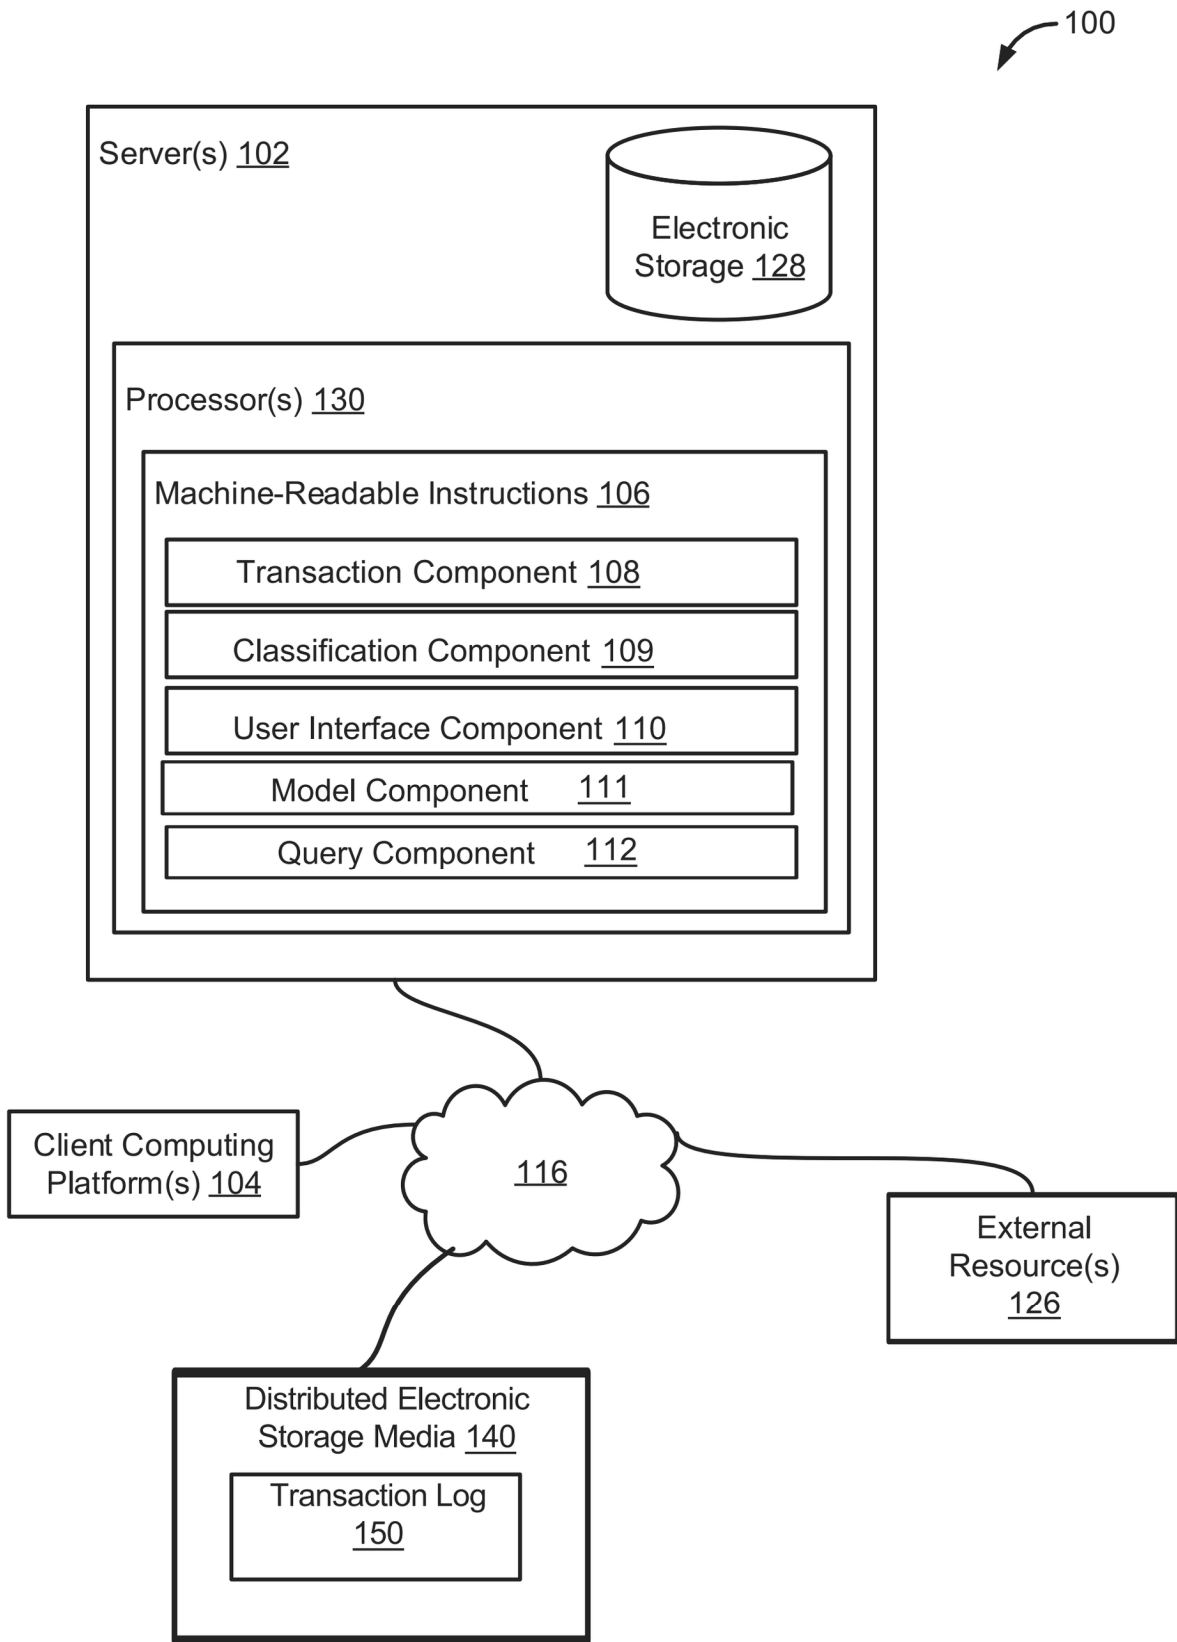 100
Server(s) 102
Electronic
Storage 128
Processor(s) 130
Machine-Readable Instructions 106
Transaction Component 108
Classification Component 109
User Interface Component 110
Model Component 111
Query Component 112
Client Computing
Platform(s) 104
116
External
Resource(s)
126
Distributed Electronic
Storage Media 140
Transaction Log
150